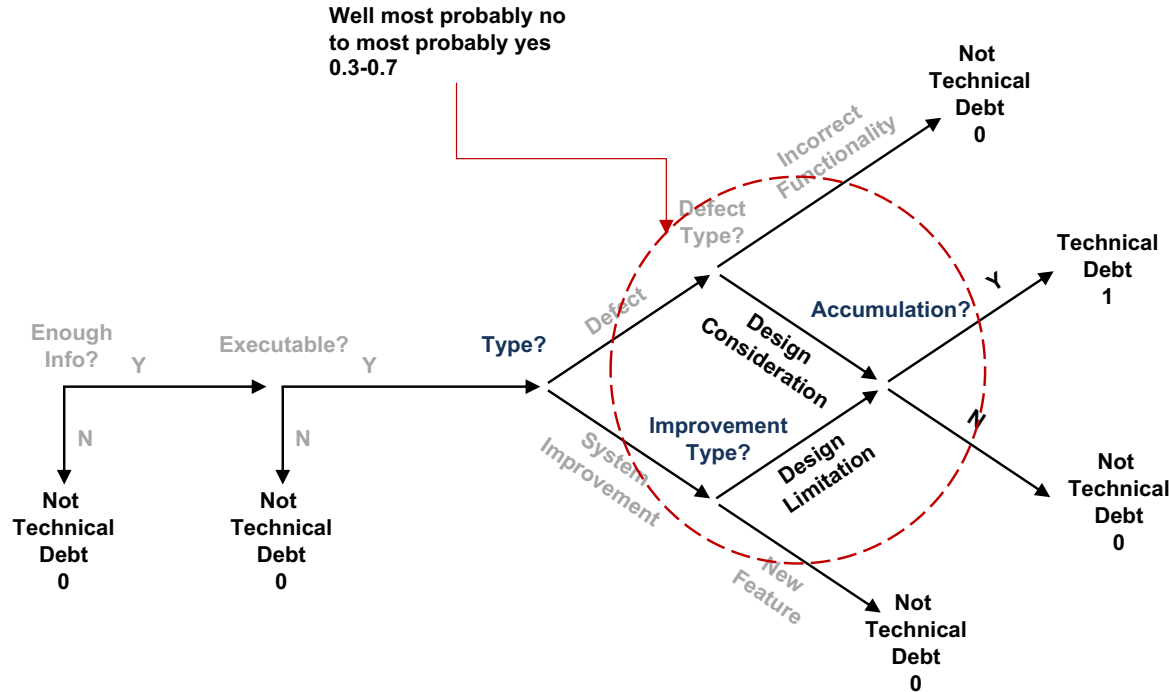 Well most probably no
to most probably yes
0.3-0.7
Not
Technical
Debt
0
Incorrect
Functionality
Defect
Type?
Technical
Debt
1
Y
Accumulation?
Defect
Design
Consideration
Enough
Info?
Y
Executable?
Y
Type?
N
N
Improvement
Type?
N
System
Improvement
Design
Limitation
Not
Technical
Debt
0
Not
Technical
Debt
0
Not
Technical
Debt
0
New
Feature
Not
Technical
Debt
0